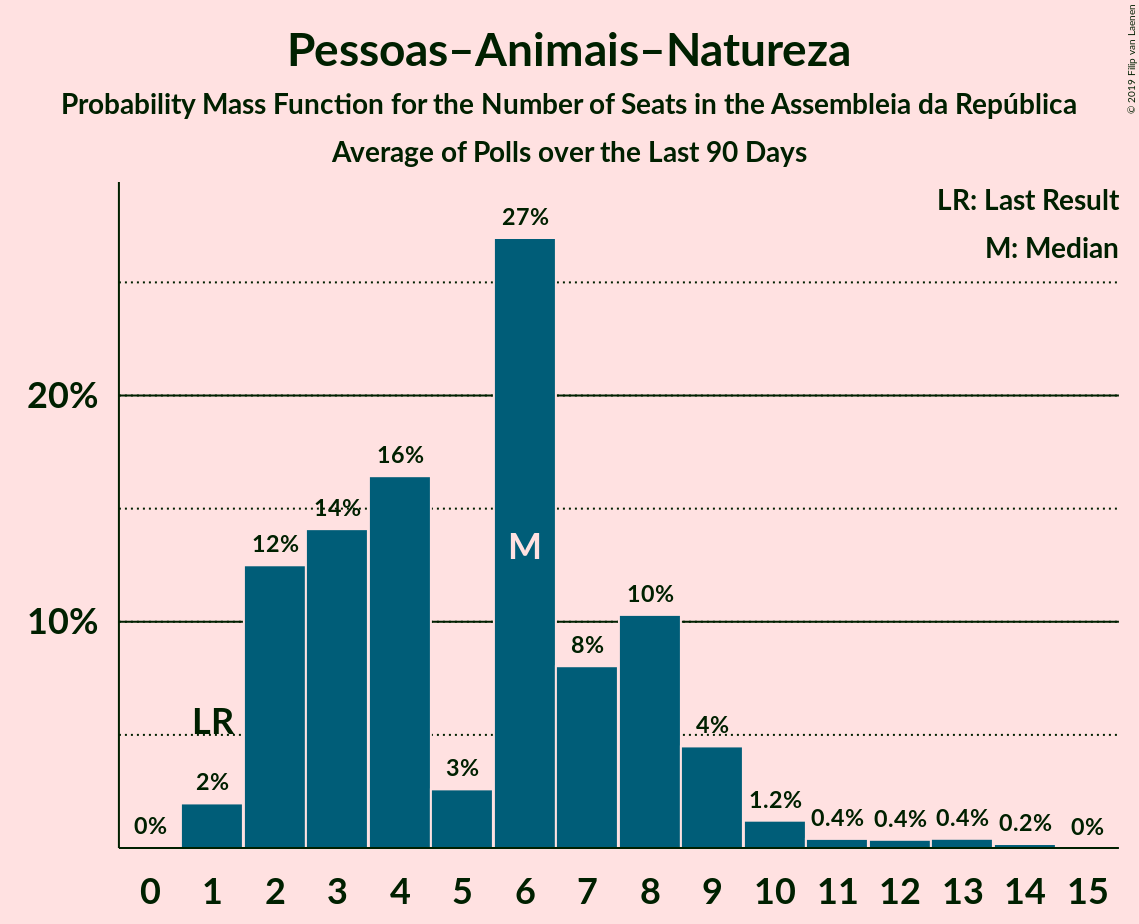 Pessoas–Animais–Natureza
Probability Mass Function for the Number of Seats in the Assembleia da República
Average of Polls over the Last 90 Days
© 2019 Filip van Laenen
LR: Last Result
M: Median
27%
20%
16%
14%
12%
M
10%
10%
8%
LR
4%
3%
2%
1.2%
0%
0.4%
0.4%
0.4%
0.2%
0%
0 1 2 3 4 5 6 7 8 9 10 11 12 13 14 15